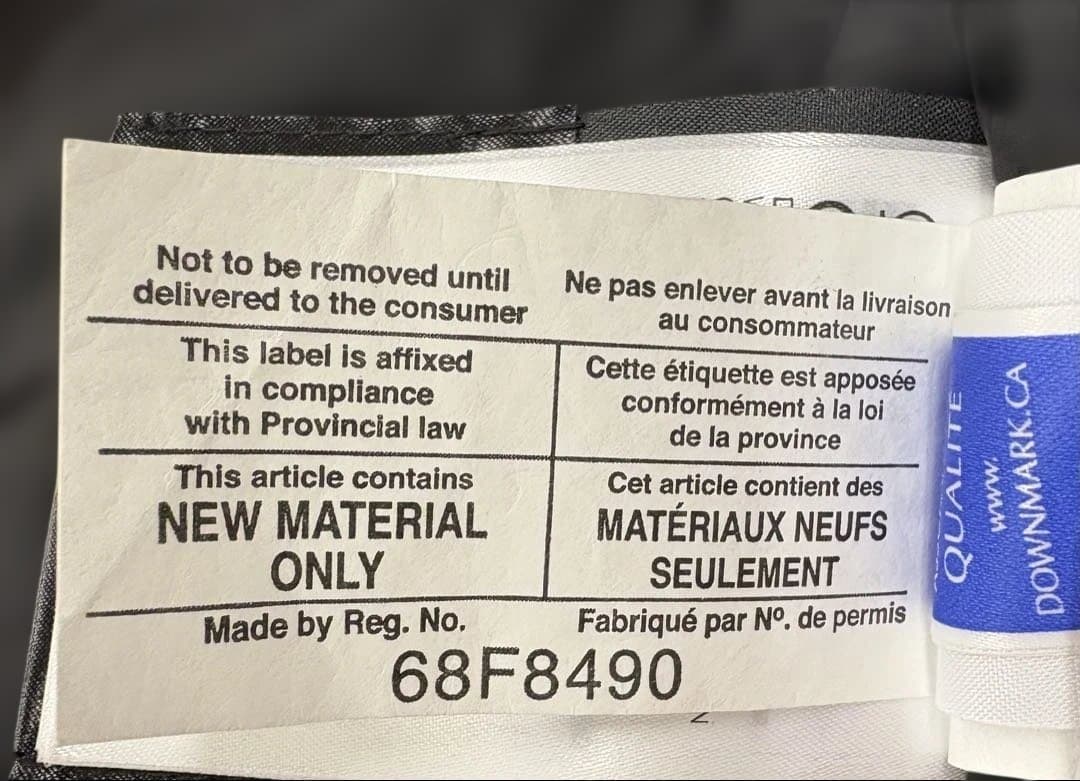 Not to be removed until
delivered to the consumer
Ne pas enlever avant la livraison
au consommateur
This label is affixed
in compliance
with Provincial law
Cette étiquette est apposée
conformément à la loi
de la province
This article contains
NEW MATERIAL
ONLY
Cet article contient des
MATÉRIAUX NEUFS
SEULEMENT
Made by Reg. No.
Fabriqué par Nº. de permis
68F8490
QUALITÉ
www.
DOWNMARK.CA